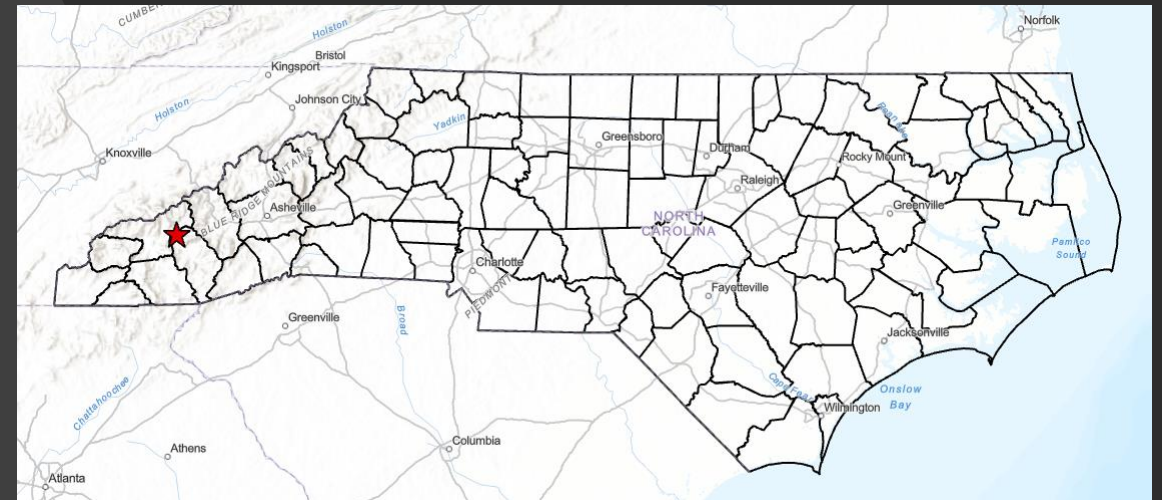 CUMBER
Holston
Norfolk
Bristol
Kingsport
Johnson City
Holston
Yadkin
Roanoke
Greensboro
Durham
Knoxville
Rocky Mount
BLUE RIDGE MOUNTAINS
Raleigh
Asheville
Greenville
NORTH
CAROLINA
Pamlico
Sound
Charlotte
PIEDMONT
Fayetteville
Greenville
Broad
Jacksonville
Chattahoochee
Cape Fear
Onslow
Bay
Wilmington
Columbia
Athens
Atlanta